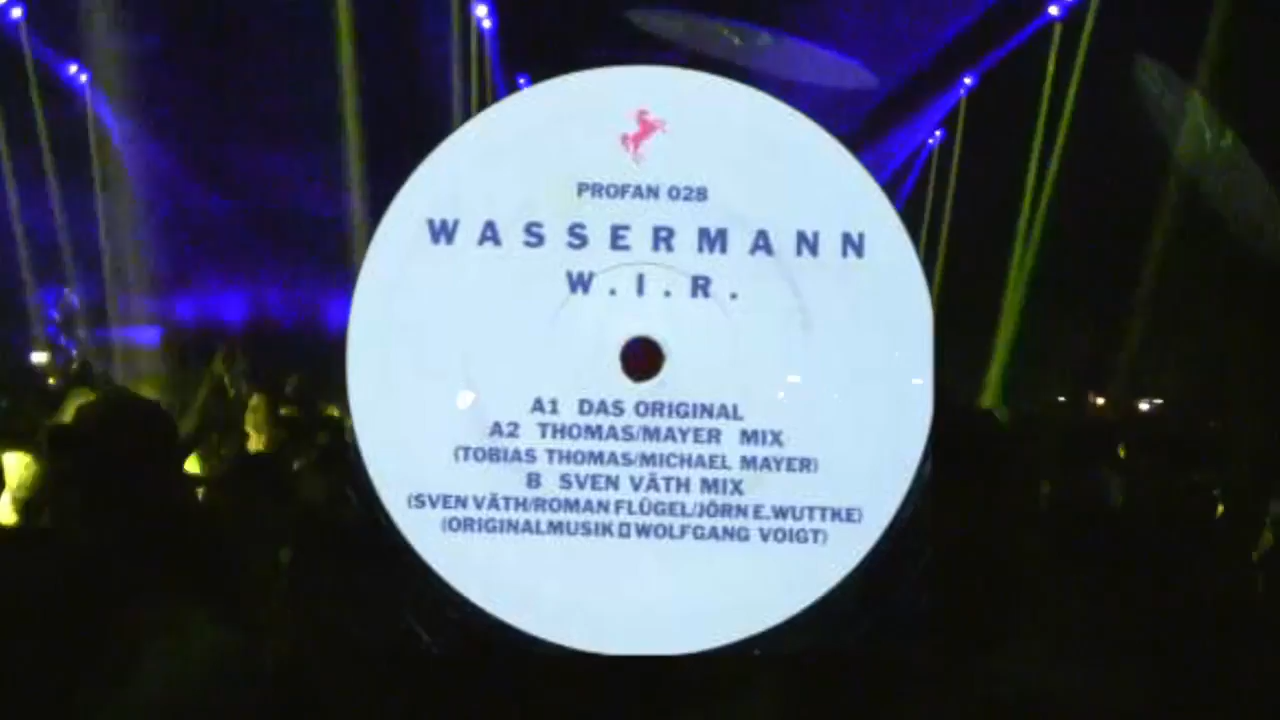 PROFAN 028
WASSERMANN
W.I.R.
A1 DAS ORIGINAL
A2 THOMAS/MAYER MIX
(TOBIAS THOMAS/MICHAEL MAYER)
B SVEN VÄTH MIX
(SVEN VÄTH/ROMAN FLÜGEL/JÖRN E.WUTTKE)
(ORIGINALMUSIK▯WOLFGANG VOIGT)